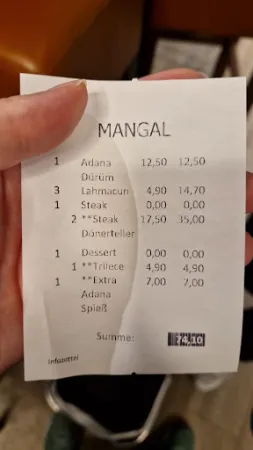 MANGAL
1 Adana 12,50 12,50
Dürüm
3 Lahmacun 4,90 14,70
1 Steak 0,00 0,00
2 **Steak 17,50 35,00
Dönerteller
1 Dessert 0,00 0,00
1 **Trilece 4,90 4,90
1 **Extra 7,00 7,00
Adana
Spieß
Summe: 74,10
Infozettel